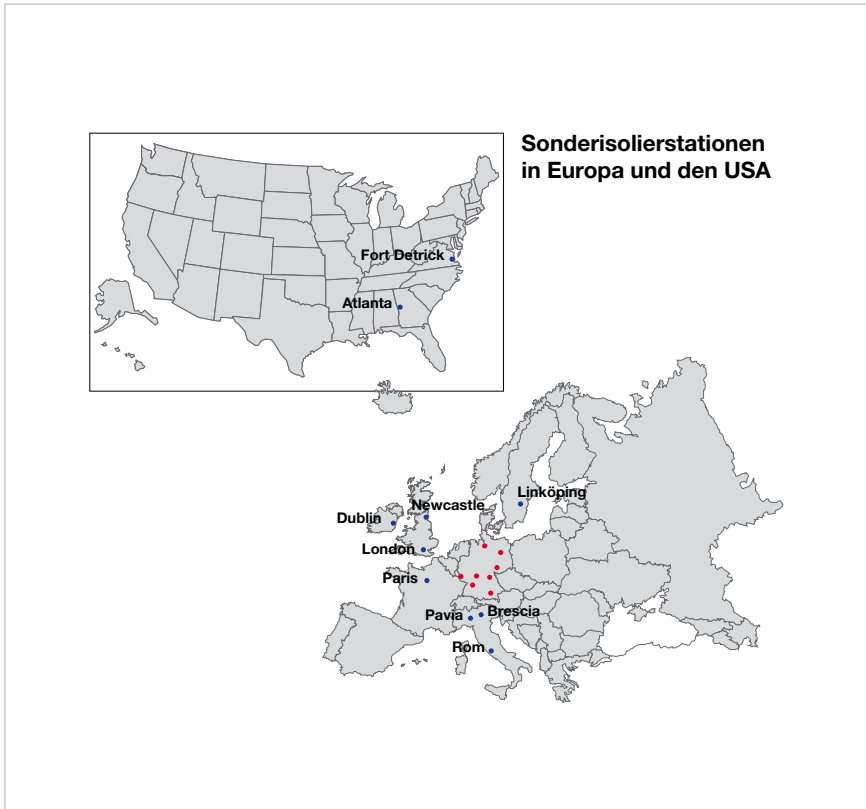 Sonderisolierstationen
in Europa und den USA
Fort Detrick
Atlanta
Linköping
Newcastle
Dublin
London
Paris
Pavia
Brescia
Rom